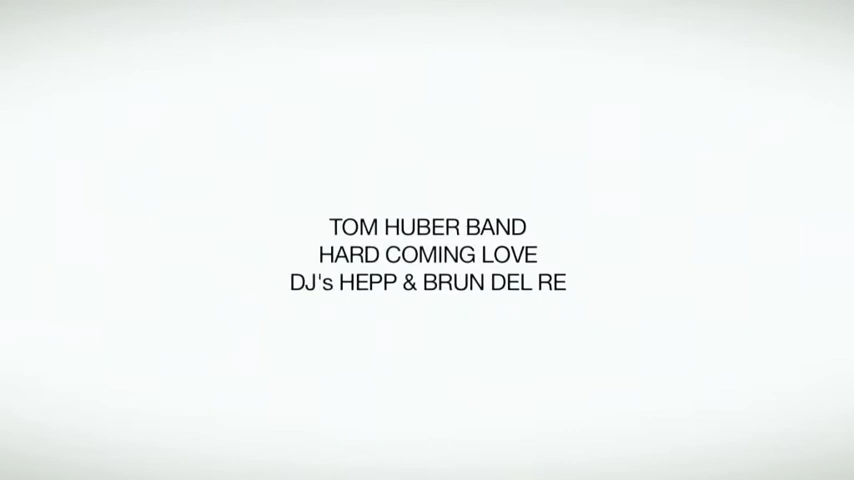 TOM HUBER BAND
HARD COMING LOVE
DJ's HEPP & BRUN DEL RE